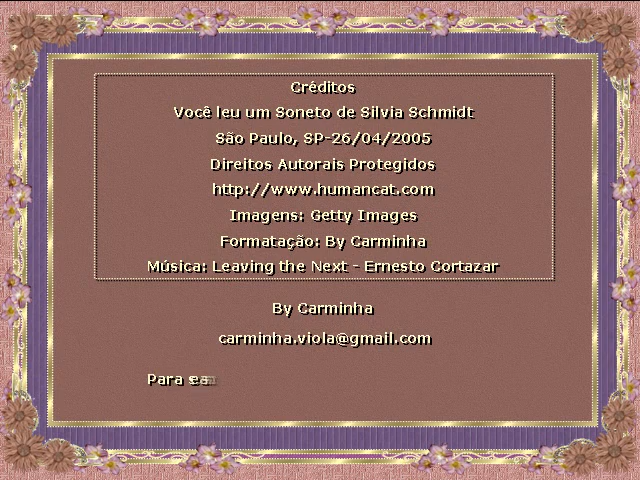 Créditos
Você leu um Soneto de Silvia Schmidt
São Paulo, SP-26/04/2005
Direitos Autorais Protegidos
http://www.humancat.com
Imagens: Getty Images
Formatação: By Carminha
Música: Leaving the Next - Ernesto Cortazar
By Carminha
carminha.viola@gmail.com
Para